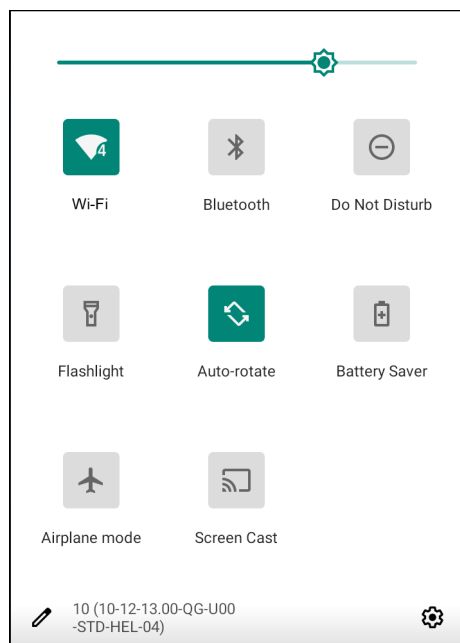 4
Wi-Fi
Bluetooth
Do Not Disturb
Flashlight
Auto-rotate
Battery Saver
Airplane mode
Screen Cast
10 (10-12-13.00-QG-U00
-STD-HEL-04)